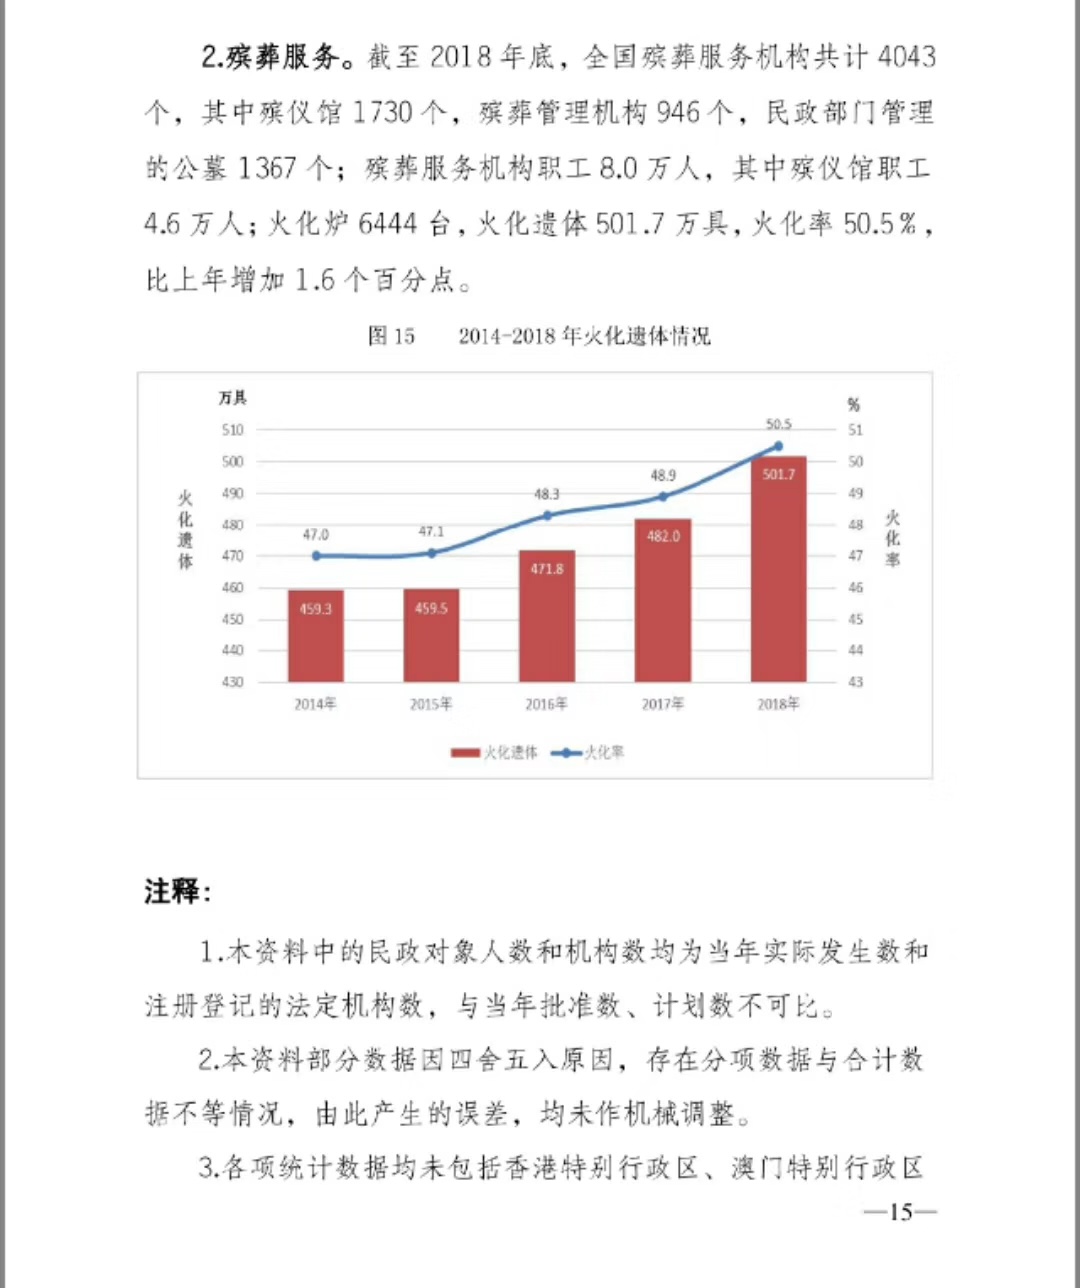 2.殡葬服务。截至 2018 年底，全国殡葬服务机构共计 4043
个，其中殡仪馆 1730 个，殡葬管理机构 946 个，民政部门管理
的公墓 1367 个；殡葬服务机构职工 8.0 万人，其中殡仪馆职工
4.6 万人；火化炉 6444 台，火化遗体 501.7 万具，火化率 50.5%，
比上年增加 1.6 个百分点。
图 15 2014-2018 年火化遗体情况
万具
%
510
500
490
480
470
460
450
440
430
火化遗体
47.0
47.1
48.3
48.9
50.5
459.3
459.5
471.8
482.0
501.7
51
50
49
48
47
46
45
44
43
火化率
2014年
2015年
2016年
2017年
2018年
火化遗体
火化率
注释：
1.本资料中的民政对象人数和机构数均为当年实际发生数和
注册登记的法定机构数，与当年批准数、计划数不可比。
2.本资料部分数据因四舍五入原因，存在分项数据与合计数
据不等情况，由此产生的误差，均未作机械调整。
3.各项统计数据均未包括香港特别行政区、澳门特别行政区
—15—